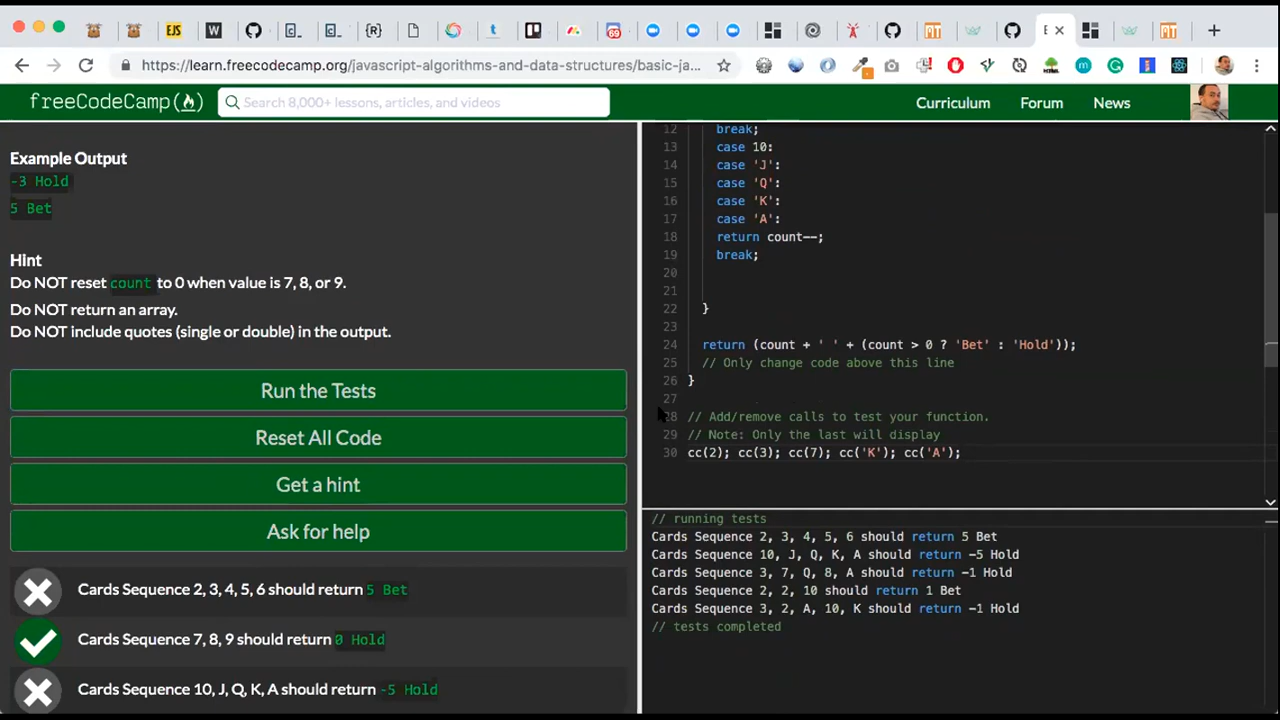 E
https://learn.freecodecamp.org/javascript-algorithms-and-data-structures/basic-ja...
freeCodeCamp
Search 8,000+ lessons, articles, and videos
Curriculum
Forum
News
Example Output
-3 Hold
5 Bet
Hint
Do NOT reset count to 0 when value is 7, 8, or 9.
Do NOT return an array.
Do NOT include quotes (single or double) in the output.
Run the Tests
Reset All Code
Get a hint
Ask for help
Cards Sequence 2, 3, 4, 5, 6 should return 5 Bet
Cards Sequence 7, 8, 9 should return 0 Hold
Cards Sequence 10, J, Q, K, A should return -5 Hold
12 break;
13 case 10:
14 case 'J':
15 case 'Q':
16 case 'K':
17 case 'A':
18 return count--;
19 break;
20
21
22 }
23
24 return (count + ' ' + (count > 0 ? 'Bet' : 'Hold'));
25 // Only change code above this line
26 }
27
28 // Add/remove calls to test your function.
29 // Note: Only the last will display
30 cc(2); cc(3); cc(7); cc('K'); cc('A');
// running tests
Cards Sequence 2, 3, 4, 5, 6 should return 5 Bet
Cards Sequence 10, J, Q, K, A should return -5 Hold
Cards Sequence 3, 7, Q, 8, A should return -1 Hold
Cards Sequence 2, 2, 10 should return 1 Bet
Cards Sequence 3, 2, A, 10, K should return -1 Hold
// tests completed